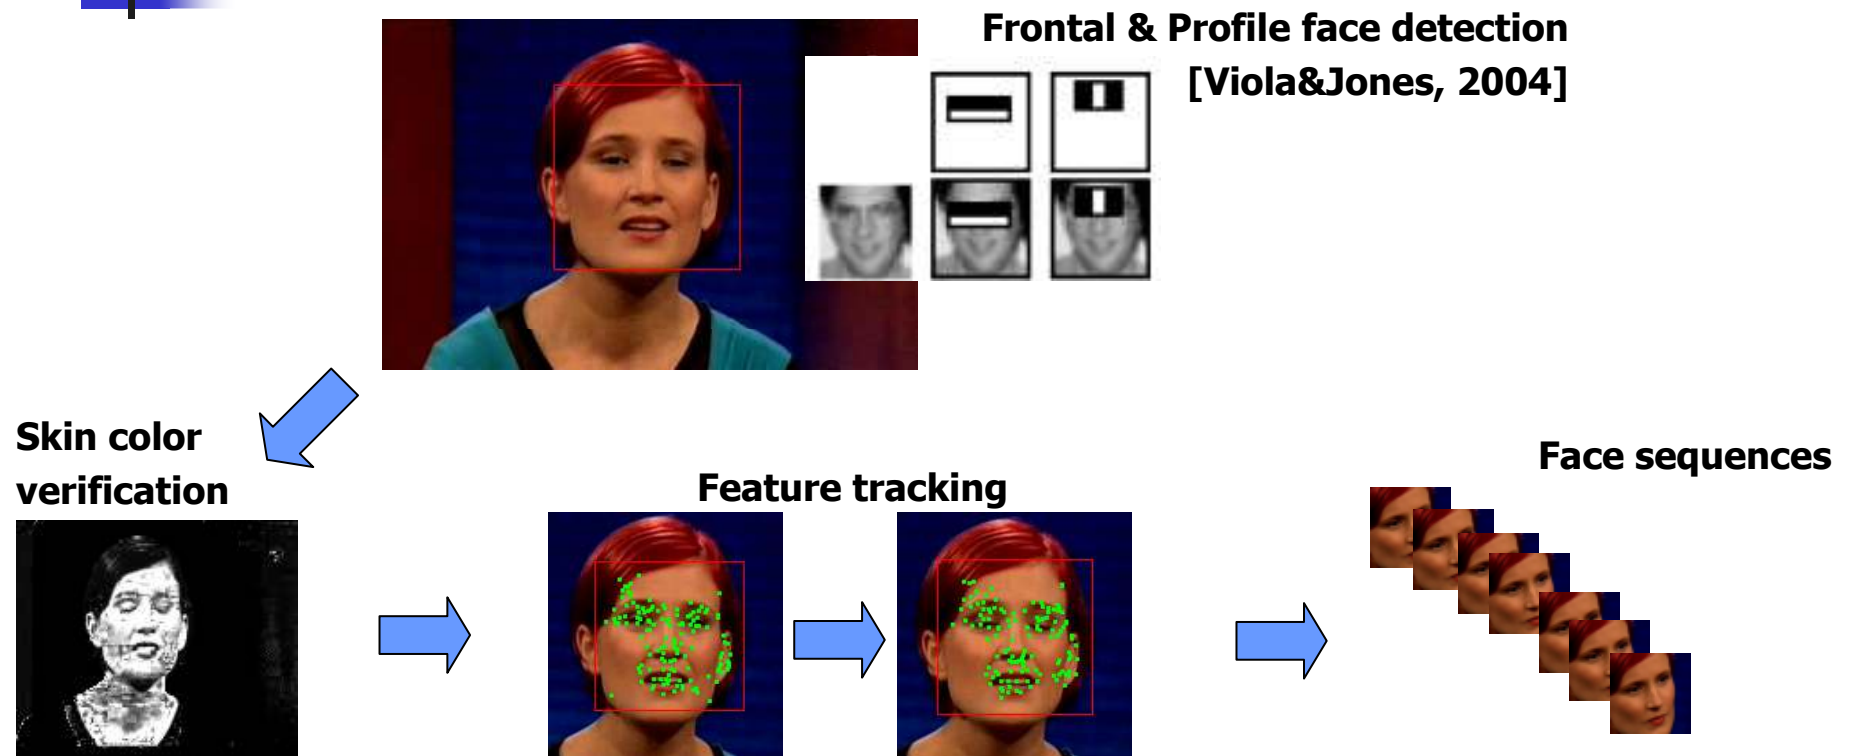 Frontal & Profile face detection
[Viola&Jones, 2004]
Skin color
verification
Feature tracking
Face sequences